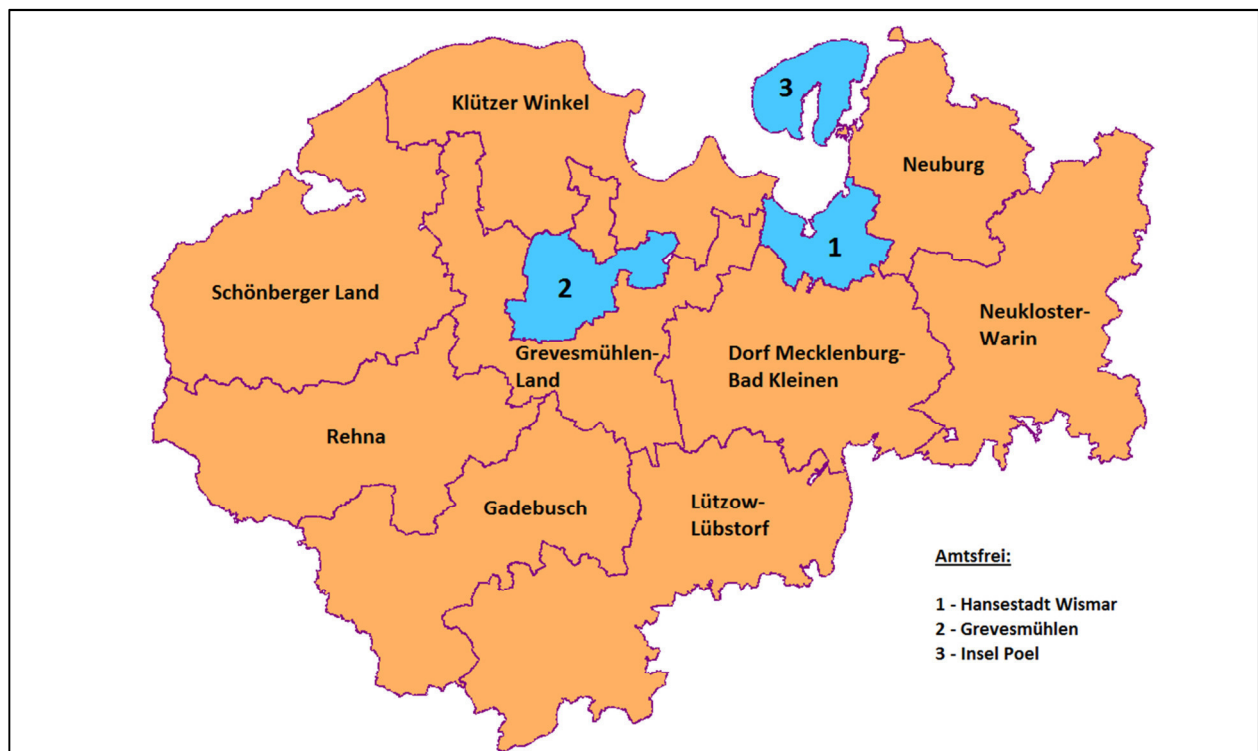 3
Klützer Winkel
Neuburg
1
2
Schönberger Land
Neukloster-
Warin
Grevesmühlen-
Land
Dorf Mecklenburg-
Bad Kleinen
Rehna
Gadebusch
Lützow-
Lübstorf
Amtsfrei:
1 - Hansestadt Wismar
2 - Grevesmühlen
3 - Insel Poel